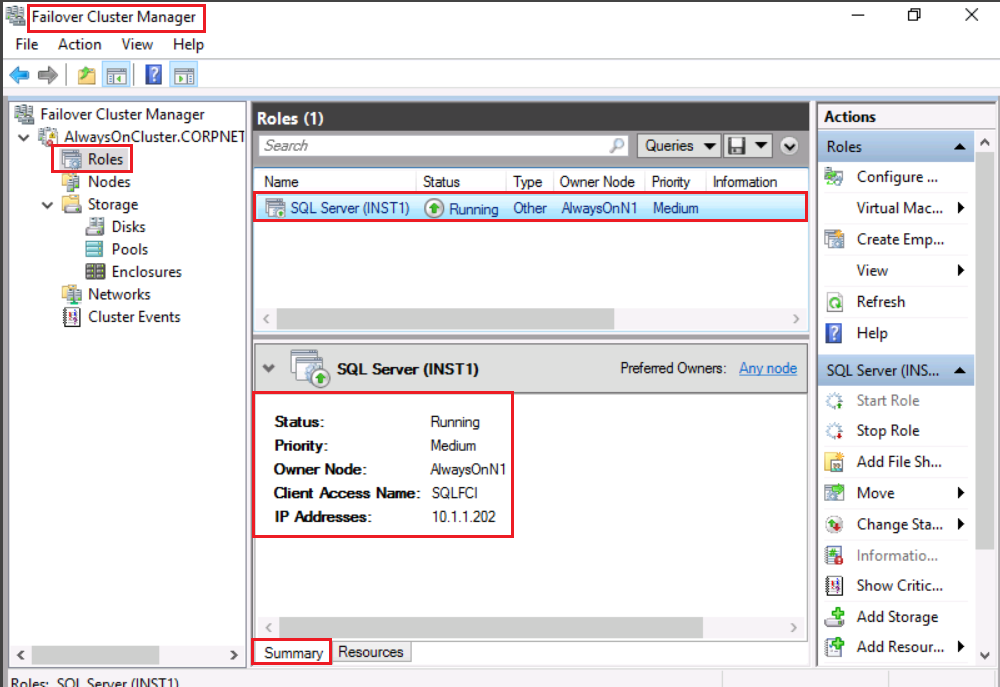 Failover Cluster Manager
File Action View Help
Failover Cluster Manager
AlwaysOnCluster.CORPNET
Roles
Nodes
Storage
Disks
Pools
Enclosures
Networks
Cluster Events
Roles (1)
Search
Queries
Name Status Type Owner Node Priority Information
SQL Server (INST1) Running Other AlwaysOnN1 Medium
SQL Server (INST1) Preferred Owners: Any node
Status: Running
Priority: Medium
Owner Node: AlwaysOnN1
Client Access Name: SQLFCI
IP Addresses: 10.1.1.202
Summary Resources
Actions
Roles
Configure ...
Virtual Mac...
Create Emp...
View
Refresh
Help
SQL Server (INS...
Start Role
Stop Role
Add File Sh...
Move
Change Sta...
Informatio...
Show Critic...
Add Storage
Add Resour...
Roles: SQL Server (INST1)